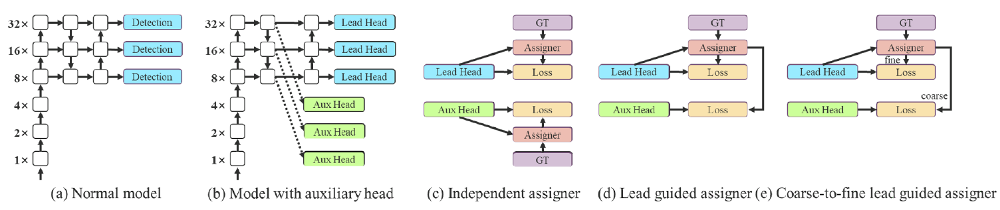 32×
Detection
16×
Detection
8×
Detection
4×
2×
1×
(a) Normal model
32×
Lead Head
16×
Lead Head
8×
Lead Head
4×
Aux Head
2×
Aux Head
1×
Aux Head
(b) Model with auxiliary head
GT
Assigner
Lead Head
Loss
Aux Head
Loss
Assigner
GT
(c) Independent assigner
GT
Assigner
Lead Head
Loss
Aux Head
Loss
(d) Lead guided assigner
GT
Assigner
fine
Lead Head
Loss
coarse
Aux Head
Loss
(e) Coarse-to-fine lead guided assigner